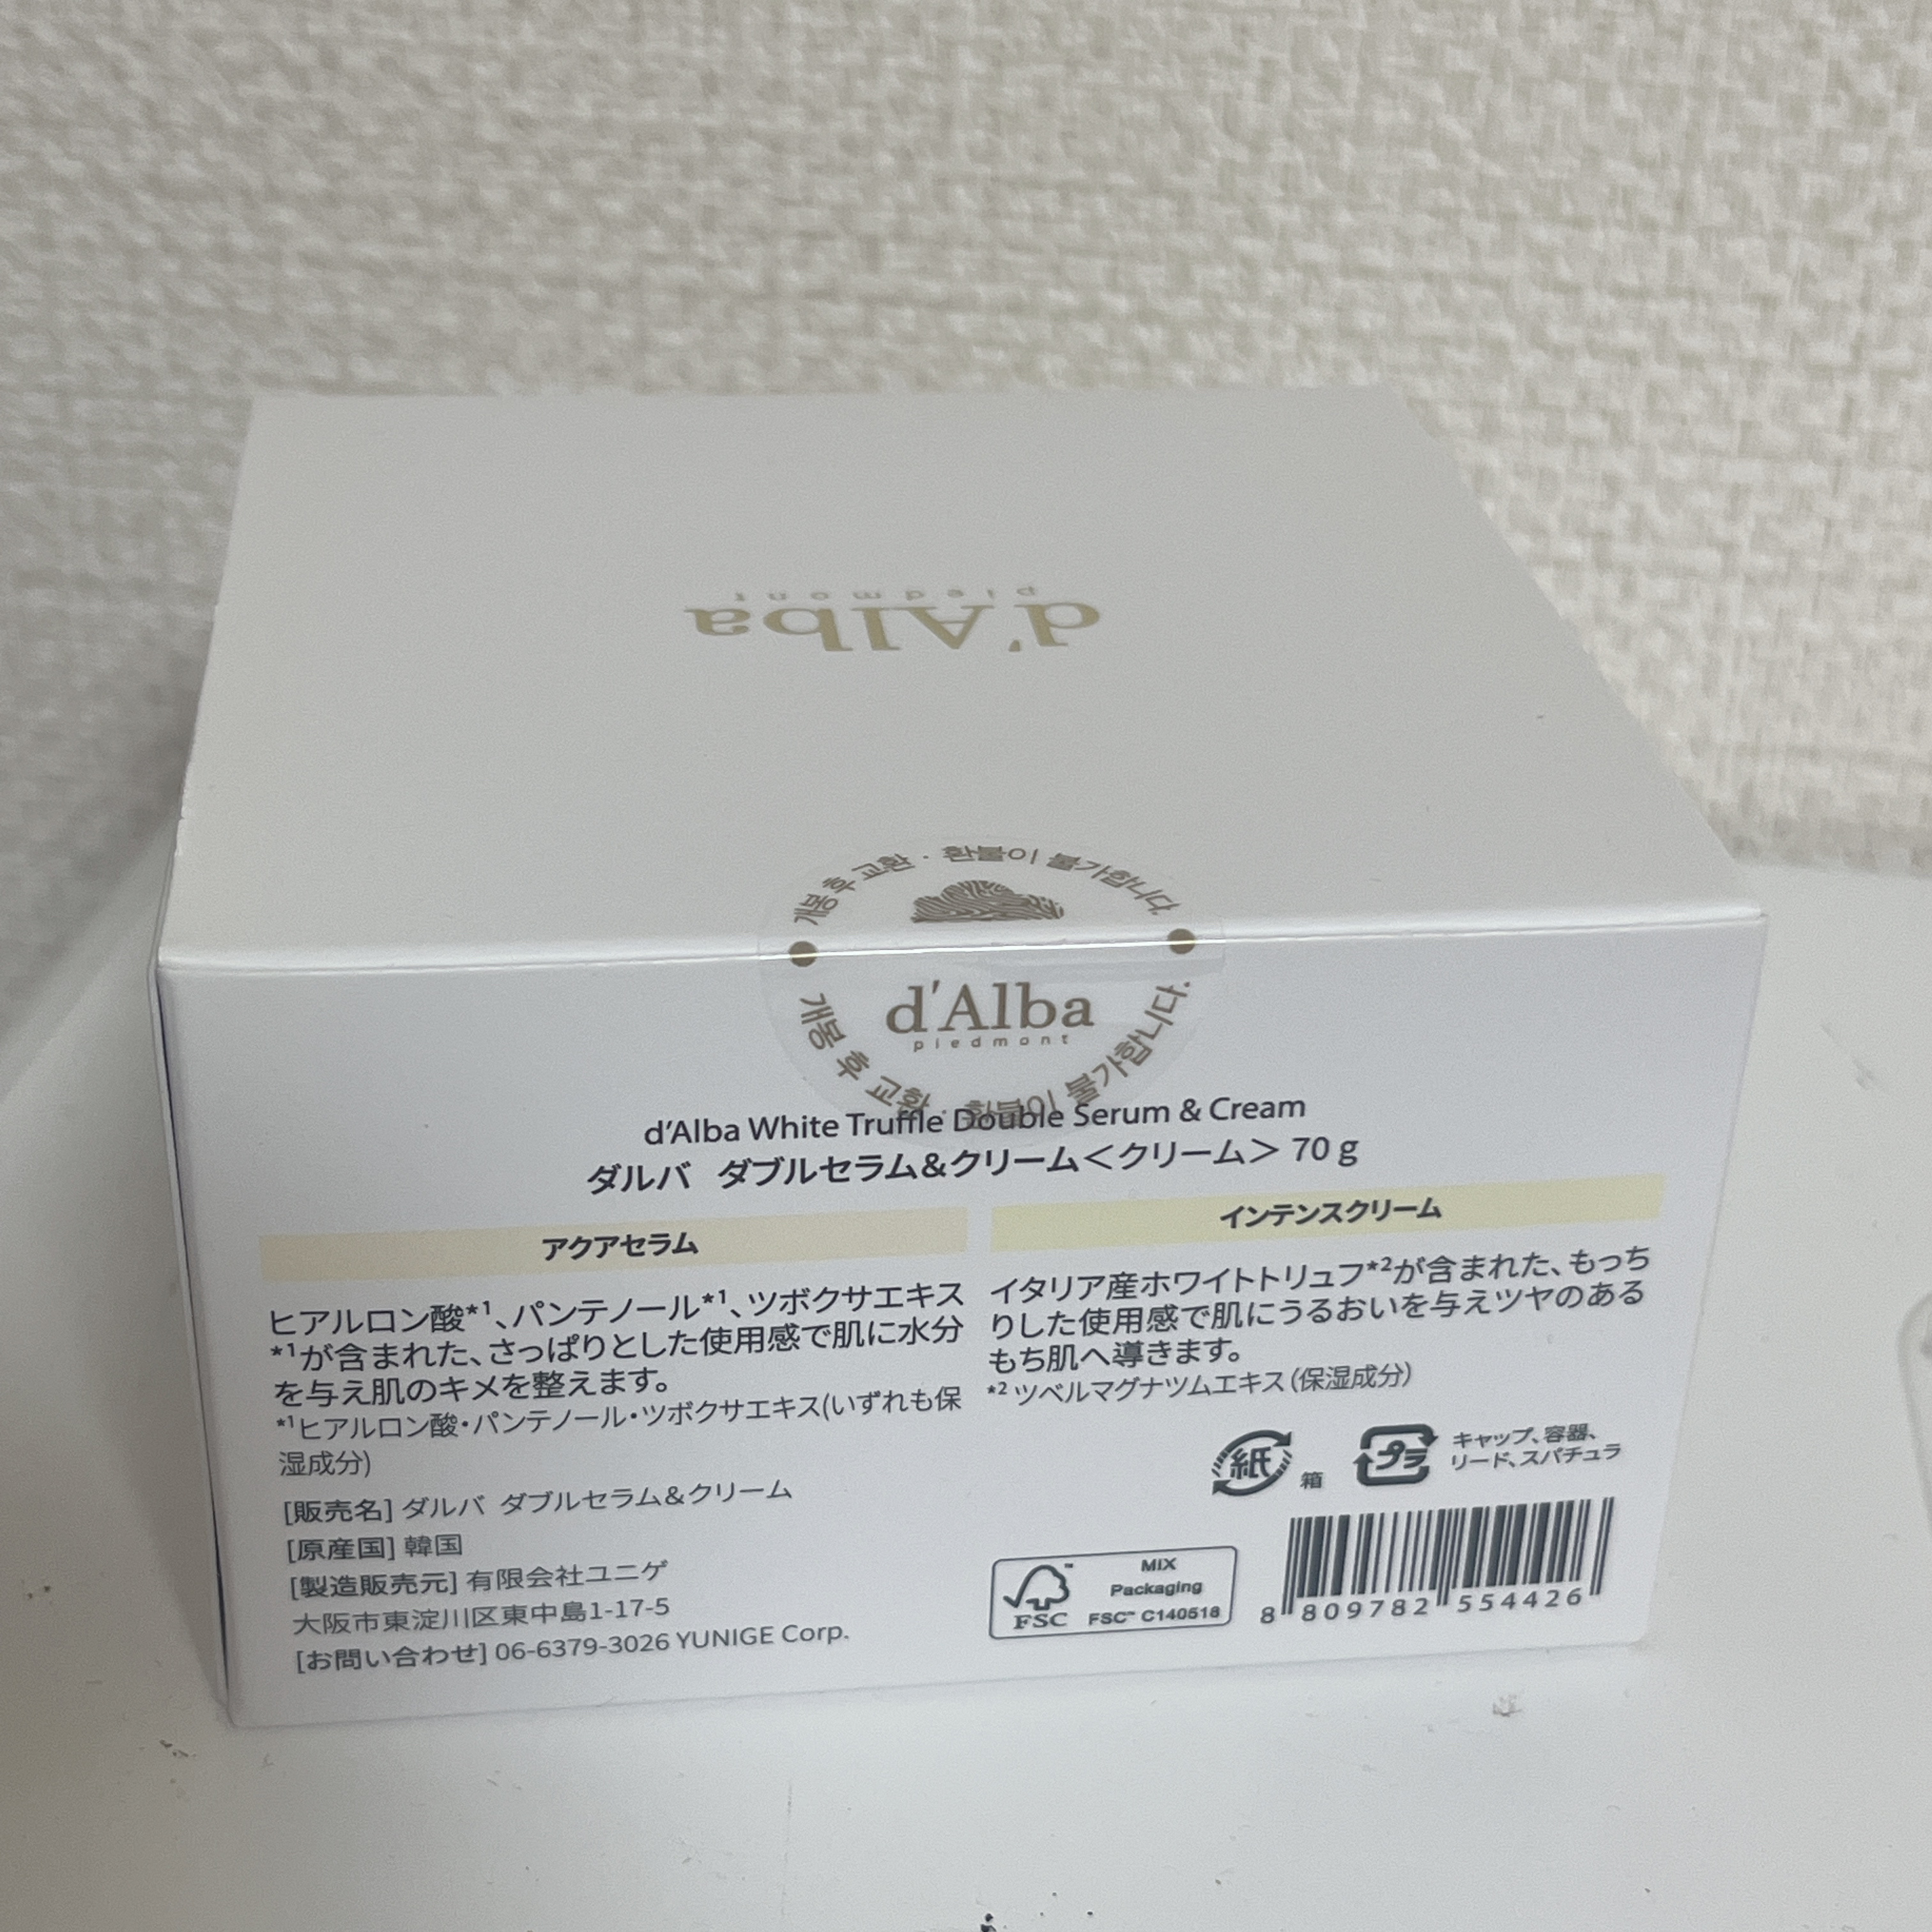 d'Alba
piedmont
개봉 후 교환 · 환불이 불가합니다.
d'Alba
piedmont
개봉 후 교환 · 환불이 불가합니다.
d'Alba White Truffle Double Serum & Cream
ダルバ ダブルセラム&クリーム＜クリーム＞ 70 g
アクアセラム
ヒアルロン酸*1、パンテノール*1、ツボクサエキス
*1が含まれた、さっぱりとした使用感で肌に水分
を与え肌のキメを整えます。
*1ヒアルロン酸・パンテノール・ツボクサエキス(いずれも保
湿成分)
[販売名] ダルバ ダブルセラム&クリーム
[原産国] 韓国
[製造販売元] 有限会社ユニゲ
大阪市東淀川区東中島1-17-5
[お問い合わせ] 06-6379-3026 YUNIGE Corp.
インテンスクリーム
イタリア産ホワイトトリュフ*2が含まれた、もっち
りした使用感で肌にうるおいを与えツヤのある
もち肌へ導きます。
*2 ツベルマグナツムエキス（保湿成分）
紙
箱
プラ
キャップ、容器、
リード、スパチュラ
FSC™
MIX
Packaging
FSC™ C140518
8 809782 554426